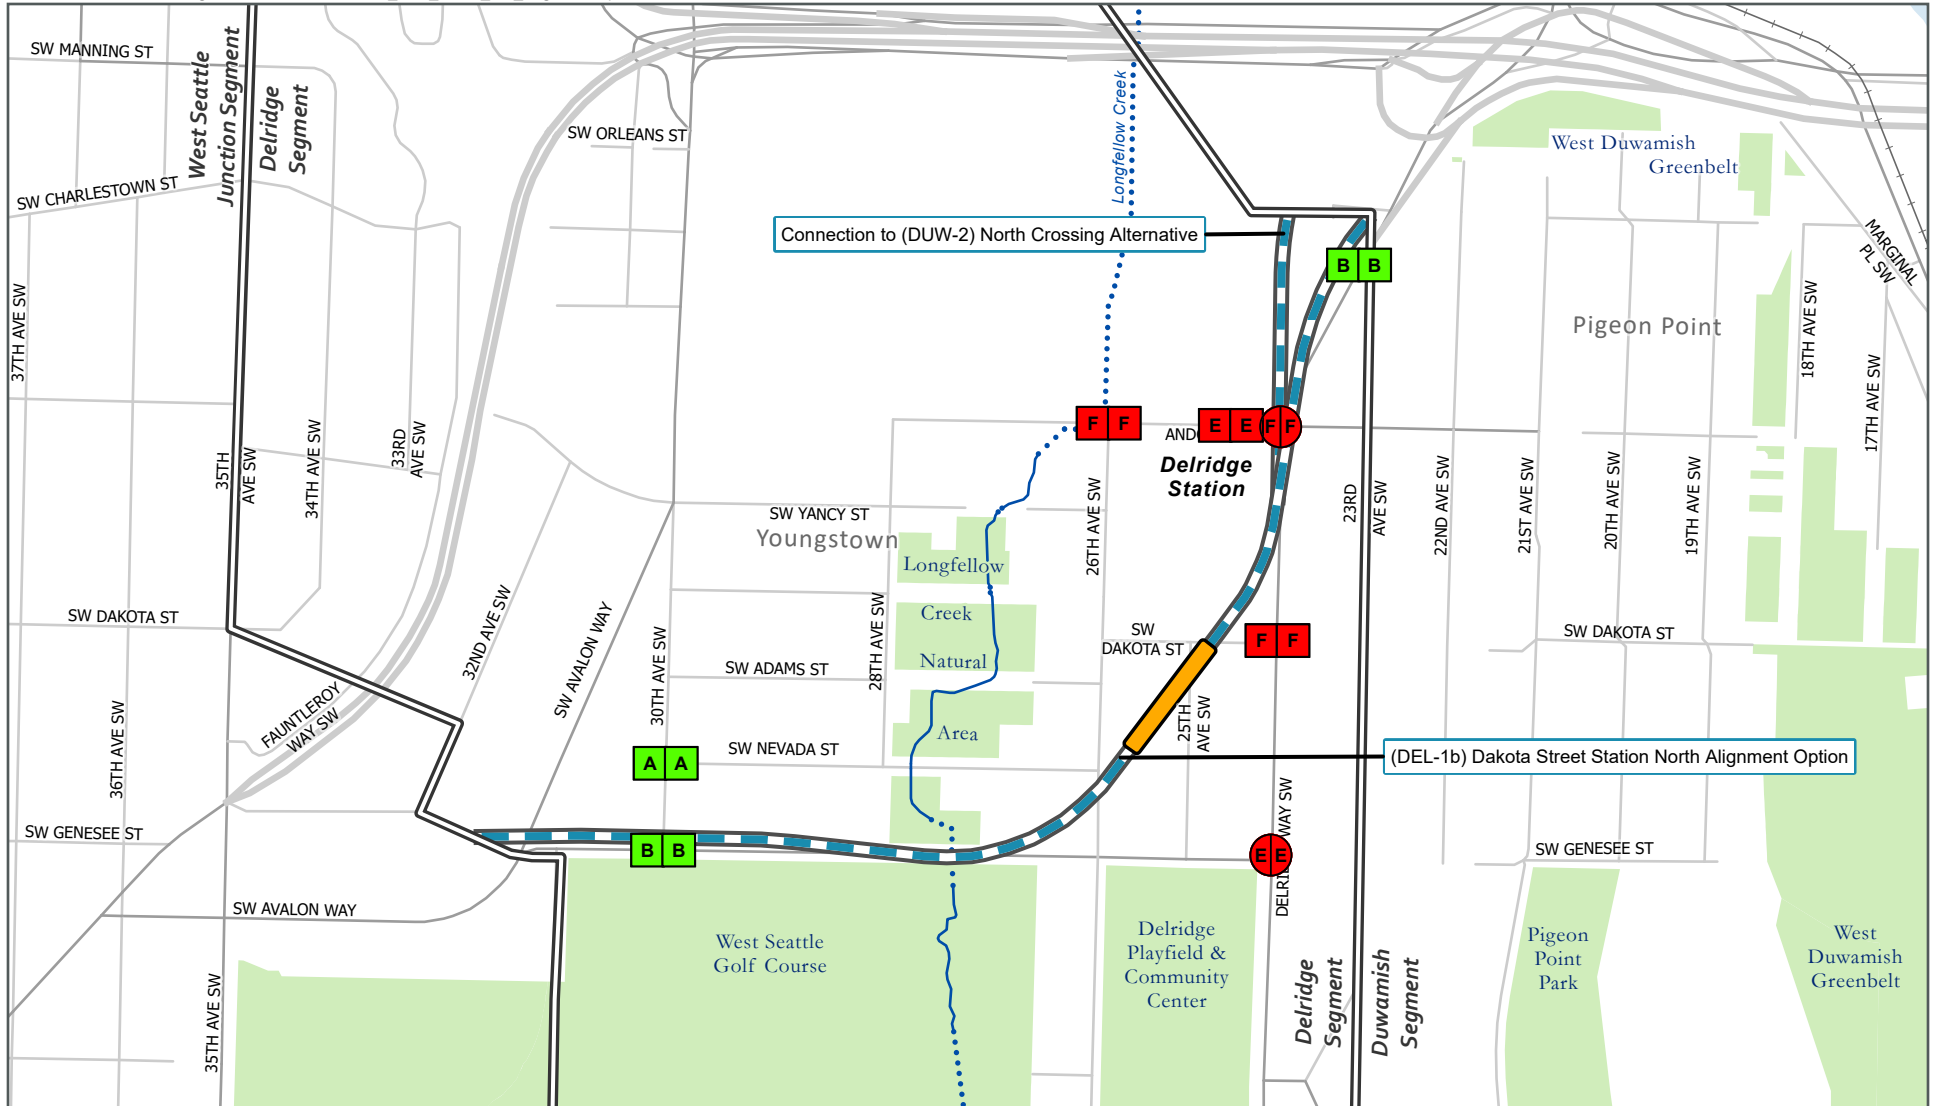 SW MANNING ST
West Seattle
Junction Segment
Delridge
Segment
SW ORLEANS ST
Longfellow Creek
West Duwamish
Greenbelt
SW CHARLESTOWN ST
Connection to (DUW-2) North Crossing Alternative
MARGINAL
PL SW
B B
37TH AVE SW
18TH AVE SW
Pigeon Point
17TH AVE SW
F F
E E
F F
AND
Delridge
Station
35TH
AVE SW
34TH AVE SW
33RD
AVE SW
26TH AVE SW
23RD
AVE SW
22ND AVE SW
21ST AVE SW
20TH AVE SW
19TH AVE SW
SW YANCY ST
Youngstown
Longfellow
Creek
Natural
Area
SW DAKOTA ST
32ND AVE SW
SW AVALON WAY
30TH AVE SW
28TH AVE SW
SW
DAKOTA ST
F F
SW DAKOTA ST
SW ADAMS ST
FAUNTLEROY
WAY SW
36TH AVE SW
A A
SW NEVADA ST
25TH
AVE SW
(DEL-1b) Dakota Street Station North Alignment Option
SW GENESEE ST
B B
E E
DELRI
WAY SW
SW GENESEE ST
SW AVALON WAY
35TH AVE SW
West Seattle
Golf Course
Delridge
Playfield &
Community
Center
Delridge
Segment
Duwamish
Segment
Pigeon
Point
Park
West
Duwamish
Greenbelt